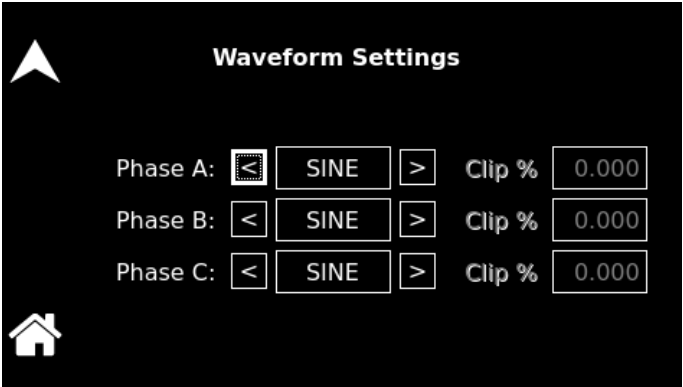 Waveform Settings
Phase A: < SINE > Clip % 0.000
Phase B: < SINE > Clip % 0.000
Phase C: < SINE > Clip % 0.000